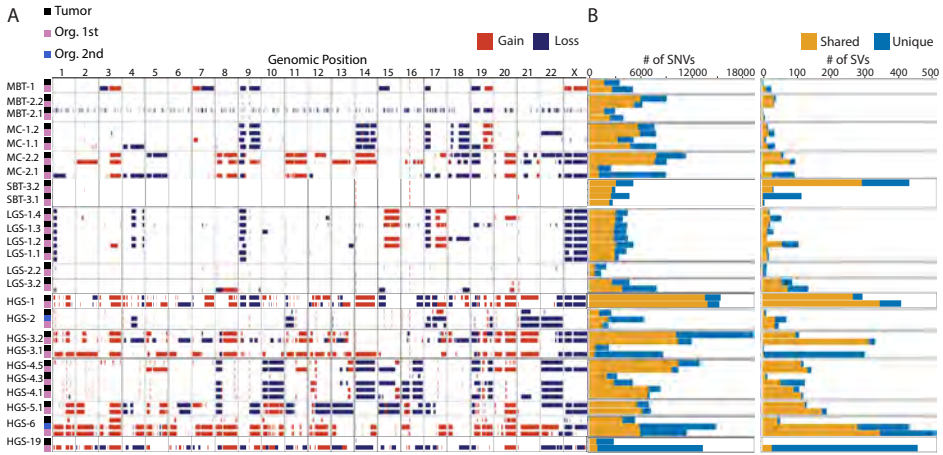 A
Tumor
Org. 1st
Org. 2nd
Gain Loss
Genomic Position
1 2 3 4 5 6 7 8 9 10 11 12 13 14 15 16 17 18 19 20 21 22 X
MBT-1
MBT-2.2
MBT-2.1
MC-1.2
MC-1.1
MC-2.2
MC-2.1
SBT-3.2
SBT-3.1
LGS-1.4
LGS-1.3
LGS-1.2
LGS-1.1
LGS-2.2
LGS-3.2
HGS-1
HGS-2
HGS-3.2
HGS-3.1
HGS-4.5
HGS-4.3
HGS-4.1
HGS-5.1
HGS-6
HGS-19
B
Shared Unique
# of SNVs
0 6000 12000 18000
# of SVs
0 100 200 300 400 500